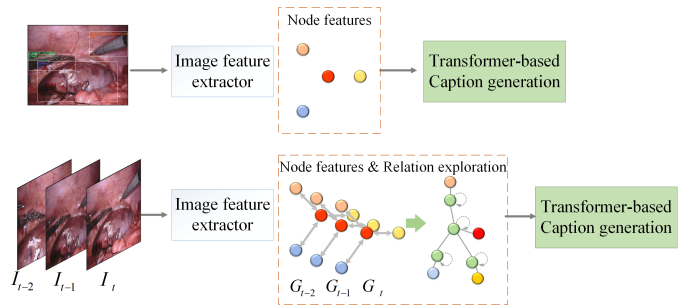 Node features
Image feature
extractor
Transformer-based
Caption generation
Node features & Relation exploration
Image feature
extractor
Transformer-based
Caption generation
I_{t-2} I_{t-1} I_t
G_{t-2} G_{t-1} G_t